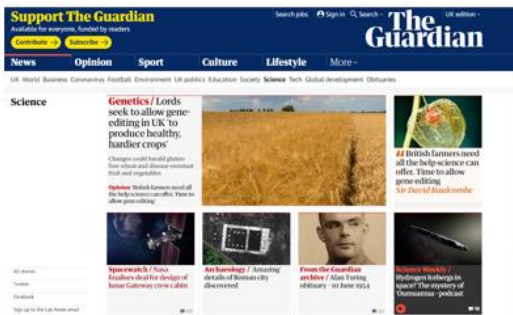 Support The Guardian
Available for everyone, funded by readers
Contribute → Subscribe →
Search jobs Sign in Search UK edition
The
Guardian
News Opinion Sport Culture Lifestyle More
UK World Business Coronavirus Football Environment UK politics Education Society Science Tech Global development Obituaries
Science
Genetics / Lords
seek to allow gene-
editing in UK 'to
produce healthy,
hardier crops'
Changes could herald gluten-
free wheat and disease-resistant
fruit and vegetables
Opinion British farmers need all
the help science can offer. Time to
allow gene editing
British farmers need
all the help science can
offer. Time to allow
gene editing
Sir David Baulcombe
Spacewatch / Nasa
finalises deal for design of
lunar Gateway crew cabin
Archaeology / 'Amazing'
details of Roman city
discovered
From the Guardian
archive / Alan Turing
obituary - 10 June 1954
Science Weekly /
Hydrogen icebergs in
space? The mystery of
'Oumuamua - podcast
All stories
Twitter
Facebook
Sign up to the Lab Notes email